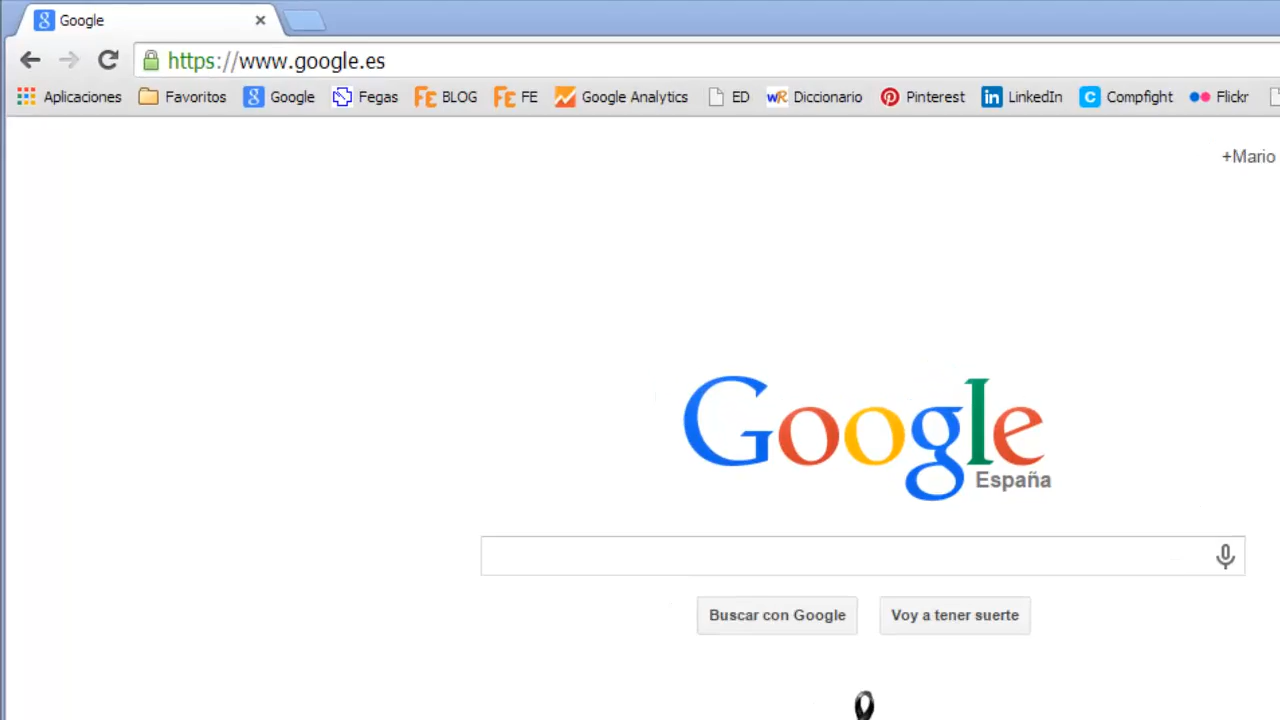 Google
https://www.google.es
Aplicaciones Favoritos Google Fegas BLOG FE Google Analytics ED Diccionario Pinterest LinkedIn Compfight Flickr
+Mario
Google
España
Buscar con Google Voy a tener suerte